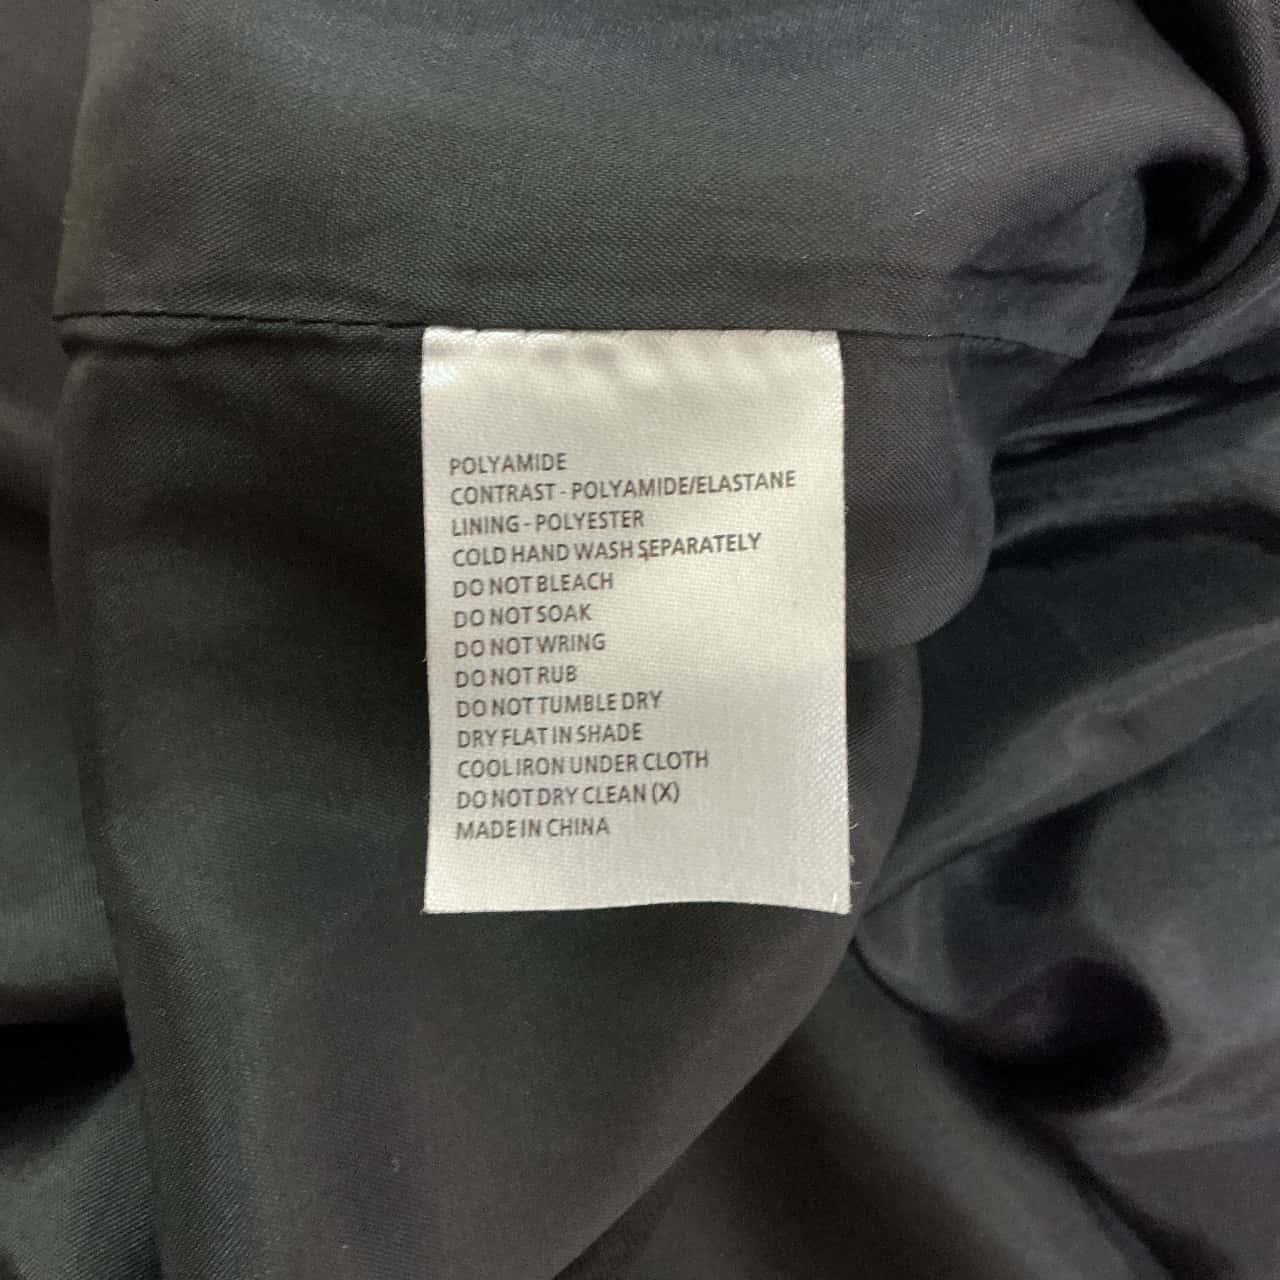 POLYAMIDE
CONTRAST - POLYAMIDE/ELASTANE
LINING - POLYESTER
COLD HAND WASH SEPARATELY
DO NOT BLEACH
DO NOT SOAK
DO NOT WRING
DO NOT RUB
DO NOT TUMBLE DRY
DRY FLAT IN SHADE
COOL IRON UNDER CLOTH
DO NOT DRY CLEAN (X)
MADE IN CHINA